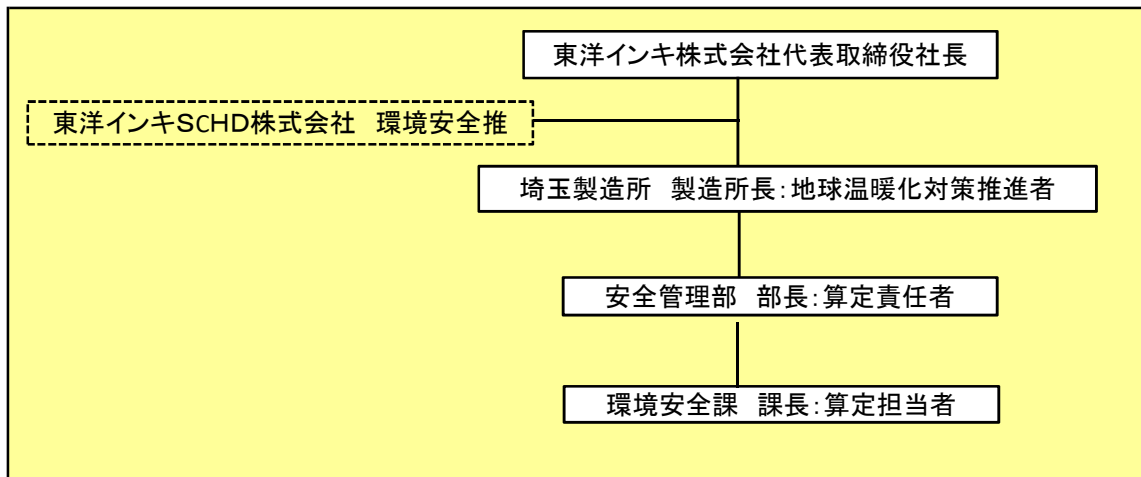 東洋インキ株式会社代表取締役社長
東洋インキSCHD株式会社　環境安全推
埼玉製造所　製造所長：地球温暖化対策推進者
安全管理部　部長：算定責任者
環境安全課　課長：算定担当者